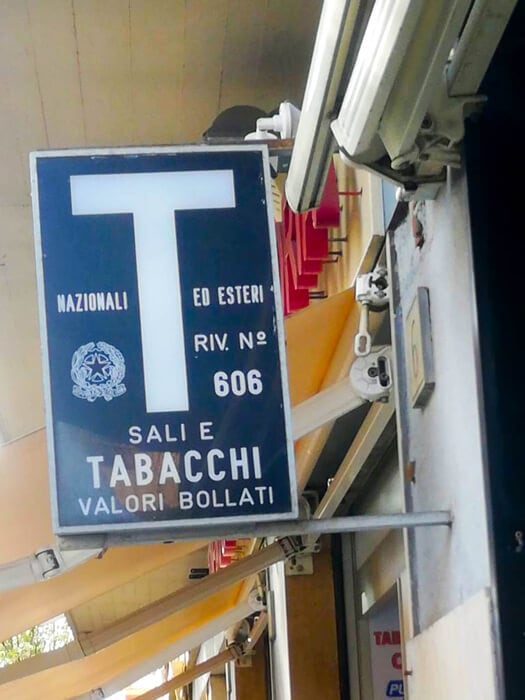 T
NAZIONALI ED ESTERI
RIV. Nº
606
SALI E
TABACCHI
VALORI BOLLATI